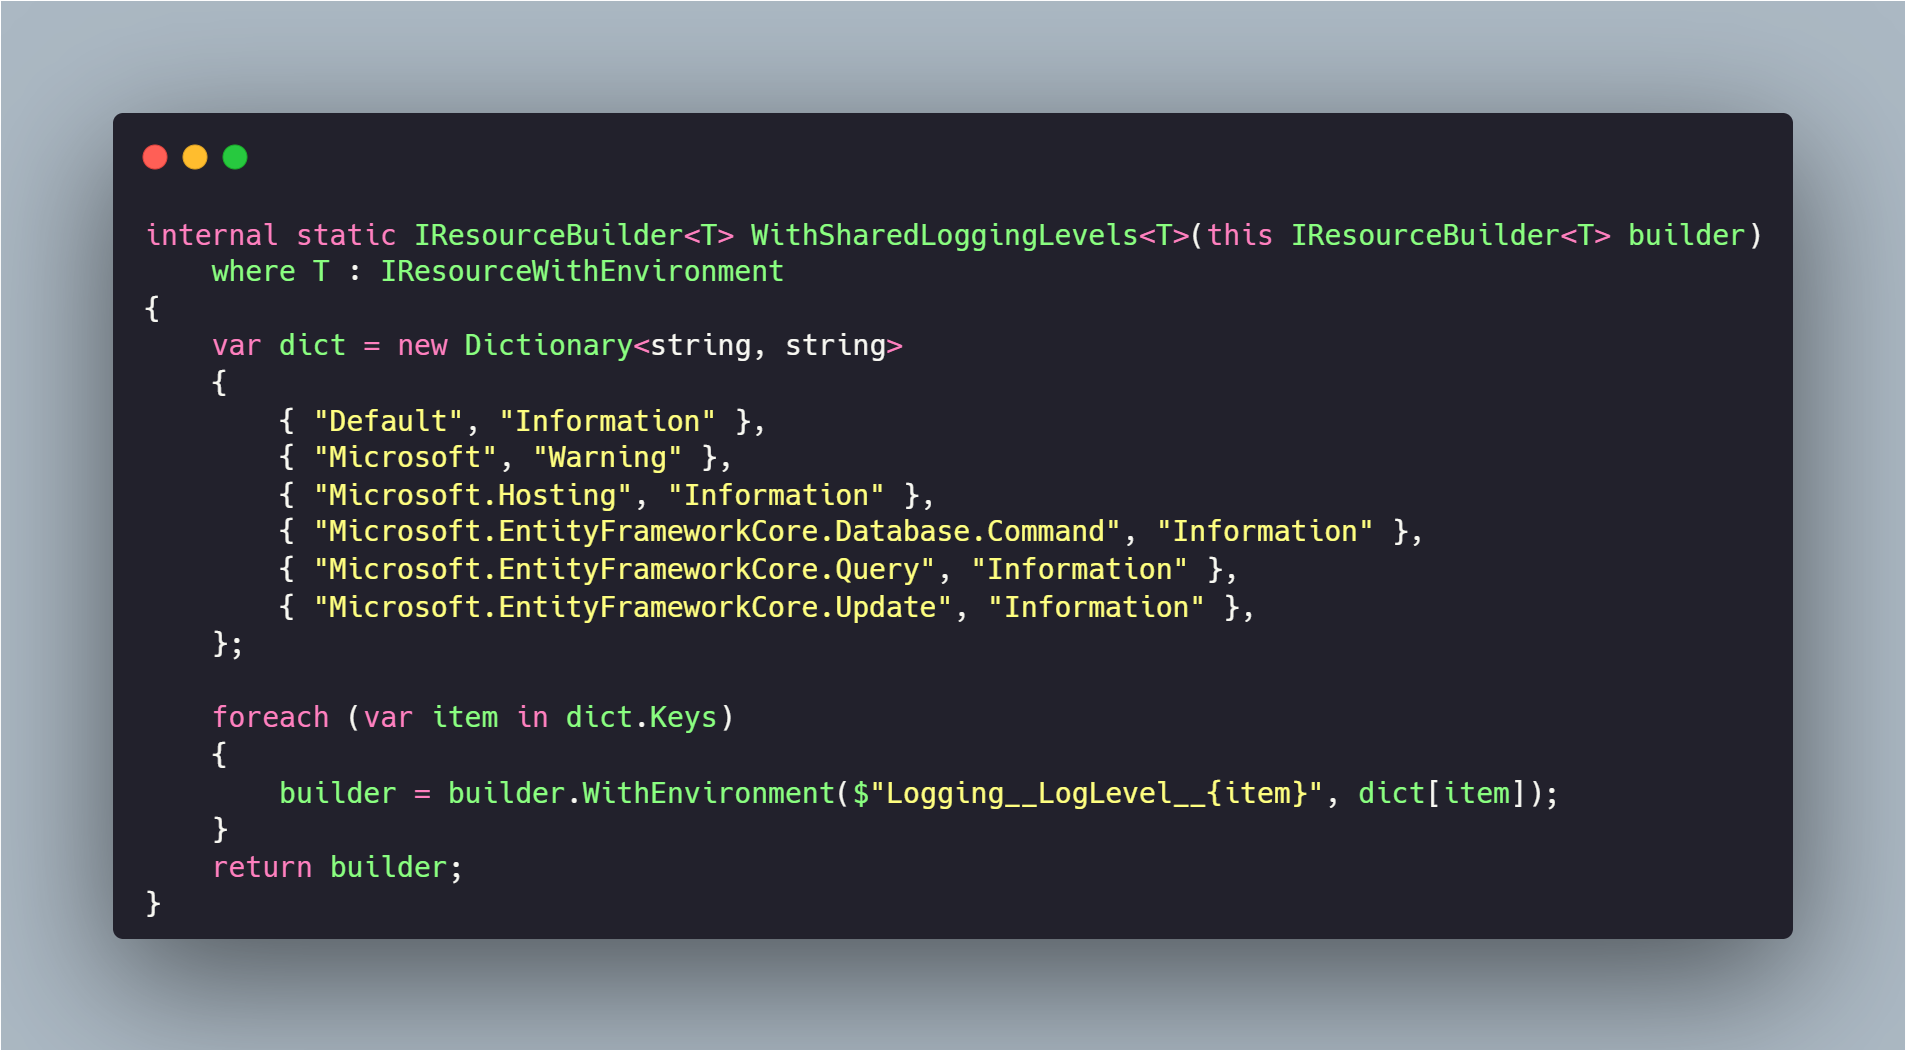 internal static IResourceBuilder<T> WithSharedLoggingLevels<T>(this IResourceBuilder<T> builder)
    where T : IResourceWithEnvironment
{
    var dict = new Dictionary<string, string>
    {
        { "Default", "Information" },
        { "Microsoft", "Warning" },
        { "Microsoft.Hosting", "Information" },
        { "Microsoft.EntityFrameworkCore.Database.Command", "Information" },
        { "Microsoft.EntityFrameworkCore.Query", "Information" },
        { "Microsoft.EntityFrameworkCore.Update", "Information" },
    };

    foreach (var item in dict.Keys)
    {
        builder = builder.WithEnvironment($"Logging__LogLevel__{item}", dict[item]);
    }
    return builder;
}